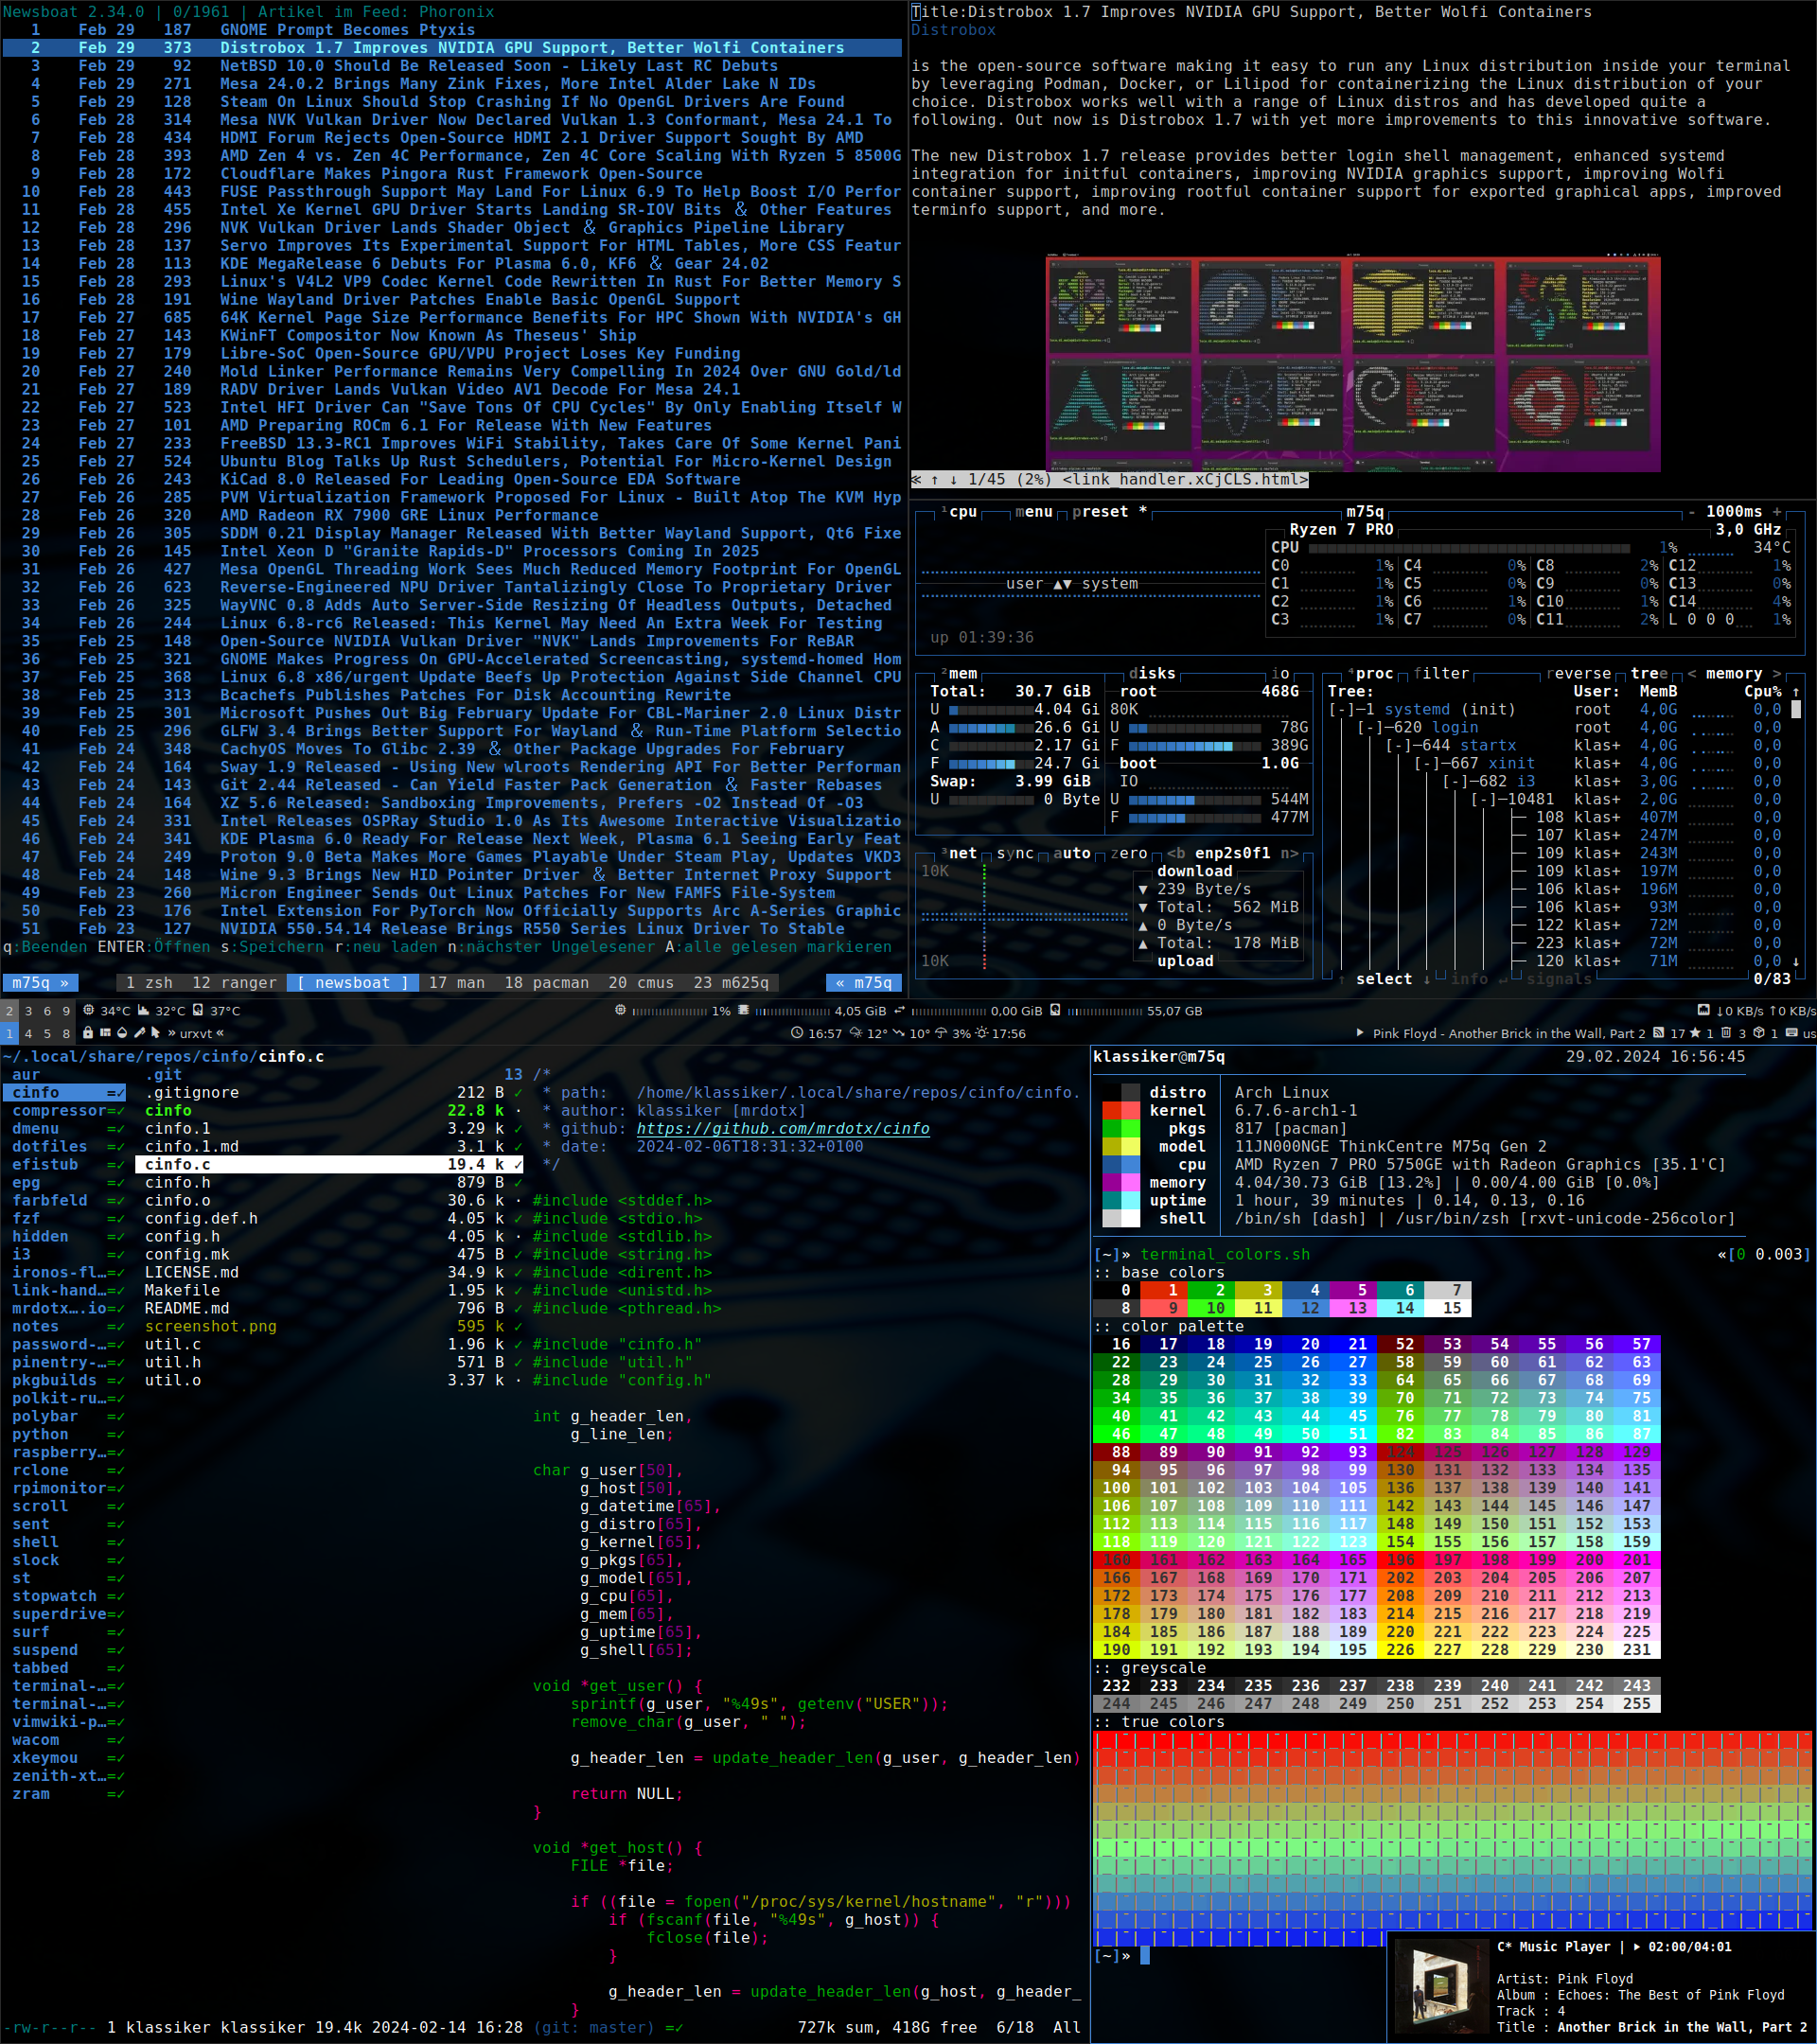 Newsboat 2.34.0 | 0/1961 | Artikel im Feed: Phoronix
1 Feb 29 187 GNOME Prompt Becomes Ptyxis
2 Feb 29 373 Distrobox 1.7 Improves NVIDIA GPU Support, Better Wolfi Containers
3 Feb 29 92 NetBSD 10.0 Should Be Released Soon - Likely Last RC Debuts
4 Feb 29 271 Mesa 24.0.2 Brings Many Zink Fixes, More Intel Alder Lake N IDs
5 Feb 29 128 Steam On Linux Should Stop Crashing If No OpenGL Drivers Are Found
6 Feb 28 314 Mesa NVK Vulkan Driver Now Declared Vulkan 1.3 Conformant, Mesa 24.1 To
7 Feb 28 434 HDMI Forum Rejects Open-Source HDMI 2.1 Driver Support Sought By AMD
8 Feb 28 393 AMD Zen 4 vs. Zen 4C Performance, Zen 4C Core Scaling With Ryzen 5 8500G
9 Feb 28 172 Cloudflare Makes Pingora Rust Framework Open-Source
10 Feb 28 443 FUSE Passthrough Support May Land For Linux 6.9 To Help Boost I/O Perfor
11 Feb 28 455 Intel Xe Kernel GPU Driver Starts Landing SR-IOV Bits & Other Features
12 Feb 28 296 NVK Vulkan Driver Lands Shader Object & Graphics Pipeline Library
13 Feb 28 137 Servo Improves Its Experimental Support For HTML Tables, More CSS Featur
14 Feb 28 113 KDE MegaRelease 6 Debuts For Plasma 6.0, KF6 & Gear 24.02
15 Feb 28 293 Linux's V4L2 VP9 Codec Kernel Code Rewritten In Rust For Better Memory S
16 Feb 28 191 Wine Wayland Driver Patches Enable Basic OpenGL Support
17 Feb 27 685 64K Kernel Page Size Performance Benefits For HPC Shown With NVIDIA's GH
18 Feb 27 143 KWinFT Compositor Now Known As Theseus' Ship
19 Feb 27 179 Libre-SoC Open-Source GPU/VPU Project Loses Key Funding
20 Feb 27 240 Mold Linker Performance Remains Very Compelling In 2024 Over GNU Gold/ld
21 Feb 27 189 RADV Driver Lands Vulkan Video AV1 Decode For Mesa 24.1
22 Feb 27 523 Intel HFI Driver Can "Save Tons Of CPU Cycles" By Only Enabling Itself W
23 Feb 27 101 AMD Preparing ROCm 6.1 For Release With New Features
24 Feb 27 233 FreeBSD 13.3-RC1 Improves WiFi Stability, Takes Care Of Some Kernel Pani
25 Feb 27 524 Ubuntu Blog Talks Up Rust Schedulers, Potential For Micro-Kernel Design
26 Feb 26 243 KiCad 8.0 Released For Leading Open-Source EDA Software
27 Feb 26 285 PVM Virtualization Framework Proposed For Linux - Built Atop The KVM Hyp
28 Feb 26 320 AMD Radeon RX 7900 GRE Linux Performance
29 Feb 26 305 SDDM 0.21 Display Manager Released With Better Wayland Support, Qt6 Fixe
30 Feb 26 145 Intel Xeon D "Granite Rapids-D" Processors Coming In 2025
31 Feb 26 427 Mesa OpenGL Threading Work Sees Much Reduced Memory Footprint For OpenGL
32 Feb 26 623 Reverse-Engineered NPU Driver Tantalizingly Close To Proprietary Driver
33 Feb 26 325 WayVNC 0.8 Adds Auto Server-Side Resizing Of Headless Outputs, Detached
34 Feb 26 244 Linux 6.8-rc6 Released: This Kernel May Need An Extra Week For Testing
35 Feb 25 148 Open-Source NVIDIA Vulkan Driver "NVK" Lands Improvements For ReBAR
36 Feb 25 321 GNOME Makes Progress On GPU-Accelerated Screencasting, systemd-homed Hom
37 Feb 25 368 Linux 6.8 x86/urgent Update Beefs Up Protection Against Side Channel CPU
38 Feb 25 313 Bcachefs Publishes Patches For Disk Accounting Rewrite
39 Feb 25 301 Microsoft Pushes Out Big February Update For CBL-Mariner 2.0 Linux Distr
40 Feb 25 296 GLFW 3.4 Brings Better Support For Wayland & Run-Time Platform Selectio
41 Feb 24 348 CachyOS Moves To Glibc 2.39 & Other Package Upgrades For February
42 Feb 24 164 Sway 1.9 Released - Using New wlroots Rendering API For Better Performan
43 Feb 24 143 Git 2.44 Released - Can Yield Faster Pack Generation & Faster Rebases
44 Feb 24 164 XZ 5.6 Released: Sandboxing Improvements, Prefers -O2 Instead Of -O3
45 Feb 24 331 Intel Releases OSPRay Studio 1.0 As Its Awesome Interactive Visualizatio
46 Feb 24 341 KDE Plasma 6.0 Ready For Release Next Week, Plasma 6.1 Seeing Early Feat
47 Feb 24 249 Proton 9.0 Beta Makes More Games Playable Under Steam Play, Updates VKD3
48 Feb 24 148 Wine 9.3 Brings New HID Pointer Driver & Better Internet Proxy Support
49 Feb 23 260 Micron Engineer Sends Out Linux Patches For New FAMFS File-System
50 Feb 23 176 Intel Extension For PyTorch Now Officially Supports Arc A-Series Graphic
51 Feb 23 127 NVIDIA 550.54.14 Release Brings R550 Series Linux Driver To Stable
q:Beenden ENTER:Öffnen s:Speichern r:neu laden n:nächster Ungelesener A:alle gelesen markieren
m75q » 1 zsh 12 ranger [ newsboat ] 17 man 18 pacman 20 cmus 23 m625q « m75q
Title:Distrobox 1.7 Improves NVIDIA GPU Support, Better Wolfi Containers
Distrobox
is the open-source software making it easy to run any Linux distribution inside your terminal
by leveraging Podman, Docker, or Lilipod for containerizing the Linux distribution of your
choice. Distrobox works well with a range of Linux distros and has developed quite a
following. Out now is Distrobox 1.7 with yet more improvements to this innovative software.
The new Distrobox 1.7 release provides better login shell management, enhanced systemd
integration for initful containers, improving NVIDIA graphics support, improving Wolfi
container support, improving rootful container support for exported graphical apps, improved
terminfo support, and more.
≪ ↑ ↓ 1/45 (2%) <link_handler.xCjCLS.html>
¹cpu menu preset * m75q - 1000ms +
Ryzen 7 PRO 3,0 GHz
CPU 1% 34°C
C0 1% C4 0% C8 2% C12 1%
C1 1% C5 0% C9 0% C13 0%
C2 1% C6 1% C10 1% C14 4%
C3 1% C7 0% C11 2% L 0 0 0 1%
user ▲▼ system
up 01:39:36
²mem disks io
Total: 30.7 GiB root 468G
U 4.04 Gi 80K
A 26.6 Gi U 78G
C 2.17 Gi F 389G
F 24.7 Gi boot 1.0G
Swap: 3.99 GiB IO
U 0 Byte U 544M
F 477M
³net sync auto zero <b enp2s0f1 n>
10K download
▼ 239 Byte/s
▼ Total: 562 MiB
▲ 0 Byte/s
▲ Total: 178 MiB
10K upload
⁴proc filter reverse tree < memory >
Tree: User: MemB Cpu% ↑
[-]─1 systemd (init) root 4,0G 0,0
[-]─620 login root 4,0G 0,0
[-]─644 startx klas+ 4,0G 0,0
[-]─667 xinit klas+ 4,0G 0,0
[-]─682 i3 klas+ 3,0G 0,0
[-]─10481 klas+ 2,0G 0,0
108 klas+ 407M 0,0
107 klas+ 247M 0,0
109 klas+ 243M 0,0
109 klas+ 197M 0,0
106 klas+ 196M 0,0
106 klas+ 93M 0,0
122 klas+ 72M 0,0
223 klas+ 72M 0,0
120 klas+ 71M 0,0 ↓
↑ select ↓ info ↵ signals 0/83
2 3 6 9 34°C 32°C 37°C 1% 4,05 GiB 0,00 GiB 55,07 GB ↓0 KB/s ↑0 KB/s
1 4 5 8 » urxvt « 16:57 12° 10° 3% 17:56 Pink Floyd - Another Brick in the Wall, Part 2 17 1 3 1 us
~/.local/share/repos/cinfo/cinfo.c
aur
cinfo =✓
compressor=✓
dmenu =✓
dotfiles =✓
efistub =✓
epg =✓
farbfeld =✓
fzf =✓
hidden =✓
i3 =✓
ironos-fl…=✓
link-hand…=✓
mrdotx….io=✓
notes =✓
password-…=✓
pinentry-…=✓
pkgbuilds =✓
polkit-ru…=✓
polybar =✓
python =✓
raspberry…=✓
rclone =✓
rpimonitor=✓
scroll =✓
sent =✓
shell =✓
slock =✓
st =✓
stopwatch =✓
superdrive=✓
surf =✓
suspend =✓
tabbed =✓
terminal-…=✓
terminal-…=✓
vimwiki-p…=✓
wacom =✓
xkeymou =✓
zenith-xt…=✓
zram =✓
.git 13
.gitignore 212 B ✓
cinfo 22.8 k ·
cinfo.1 3.29 k ✓
cinfo.1.md 3.1 k ✓
cinfo.c 19.4 k ✓
cinfo.h 879 B ✓
cinfo.o 30.6 k ·
config.def.h 4.05 k ✓
config.h 4.05 k ·
config.mk 475 B ✓
LICENSE.md 34.9 k ✓
Makefile 1.95 k ✓
README.md 796 B ✓
screenshot.png 595 k ✓
util.c 1.96 k ✓
util.h 571 B ✓
util.o 3.37 k ·
/*
* path: /home/klassiker/.local/share/repos/cinfo/cinfo.
* author: klassiker [mrdotx]
* github: https://github.com/mrdotx/cinfo
* date: 2024-02-06T18:31:32+0100
*/
#include <stddef.h>
#include <stdio.h>
#include <stdlib.h>
#include <string.h>
#include <dirent.h>
#include <unistd.h>
#include <pthread.h>
#include "cinfo.h"
#include "util.h"
#include "config.h"
int g_header_len,
g_line_len;
char g_user[50],
g_host[50],
g_datetime[65],
g_distro[65],
g_kernel[65],
g_pkgs[65],
g_model[65],
g_cpu[65],
g_mem[65],
g_uptime[65],
g_shell[65];
void *get_user() {
sprintf(g_user, "%49s", getenv("USER"));
remove_char(g_user, " ");
g_header_len = update_header_len(g_user, g_header_len)
return NULL;
}
void *get_host() {
FILE *file;
if ((file = fopen("/proc/sys/kernel/hostname", "r")))
if (fscanf(file, "%49s", g_host)) {
fclose(file);
}
g_header_len = update_header_len(g_host, g_header_
}
-rw-r--r-- 1 klassiker klassiker 19.4k 2024-02-14 16:28 (git: master) =✓ 727k sum, 418G free 6/18 All
klassiker@m75q 29.02.2024 16:56:45
distro Arch Linux
kernel 6.7.6-arch1-1
pkgs 817 [pacman]
model 11JN000NGE ThinkCentre M75q Gen 2
cpu AMD Ryzen 7 PRO 5750GE with Radeon Graphics [35.1'C]
memory 4.04/30.73 GiB [13.2%] | 0.00/4.00 GiB [0.0%]
uptime 1 hour, 39 minutes | 0.14, 0.13, 0.16
shell /bin/sh [dash] | /usr/bin/zsh [rxvt-unicode-256color]
[~]» terminal_colors.sh «[0 0.003]
:: base colors
0 1 2 3 4 5 6 7
8 9 10 11 12 13 14 15
:: color palette
16 17 18 19 20 21 52 53 54 55 56 57
22 23 24 25 26 27 58 59 60 61 62 63
28 29 30 31 32 33 64 65 66 67 68 69
34 35 36 37 38 39 70 71 72 73 74 75
40 41 42 43 44 45 76 77 78 79 80 81
46 47 48 49 50 51 82 83 84 85 86 87
88 89 90 91 92 93 124 125 126 127 128 129
94 95 96 97 98 99 130 131 132 133 134 135
100 101 102 103 104 105 136 137 138 139 140 141
106 107 108 109 110 111 142 143 144 145 146 147
112 113 114 115 116 117 148 149 150 151 152 153
118 119 120 121 122 123 154 155 156 157 158 159
160 161 162 163 164 165 196 197 198 199 200 201
166 167 168 169 170 171 202 203 204 205 206 207
172 173 174 175 176 177 208 209 210 211 212 213
178 179 180 181 182 183 214 215 216 217 218 219
184 185 186 187 188 189 220 221 222 223 224 225
190 191 192 193 194 195 226 227 228 229 230 231
:: greyscale
232 233 234 235 236 237 238 239 240 241 242 243
244 245 246 247 248 249 250 251 252 253 254 255
:: true colors
[~]»
C* Music Player | 02:00/04:01
Artist: Pink Floyd
Album : Echoes: The Best of Pink Floyd
Track : 4
Title : Another Brick in the Wall, Part 2